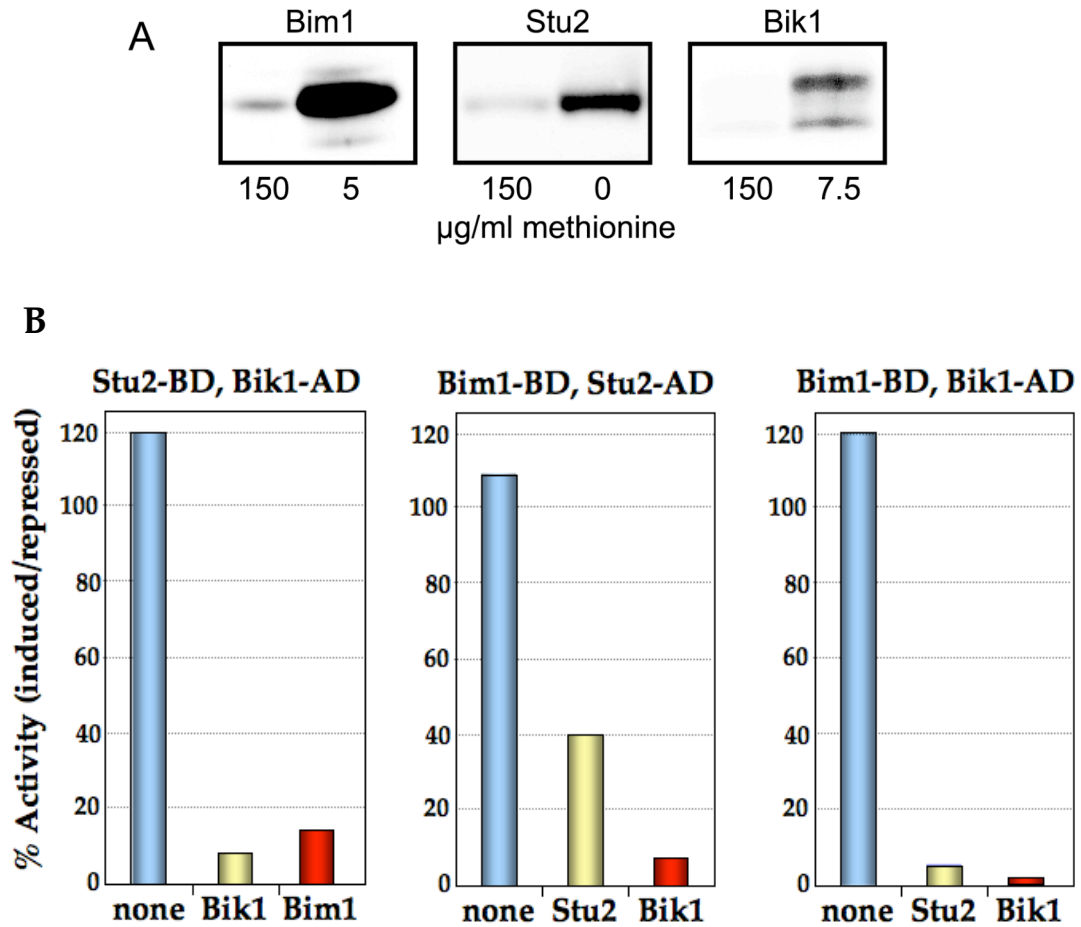 A
Bim1 Stu2 Bik1
150 5 150 0 150 7.5
µg/ml methionine
B
Stu2-BD, Bik1-AD
% Activity (induced/repressed)
120
100
80
60
40
20
0
none Bik1 Bim1
Bim1-BD, Stu2-AD
120
100
80
60
40
20
0
none Stu2 Bik1
Bim1-BD, Bik1-AD
120
100
80
60
40
20
0
none Stu2 Bik1